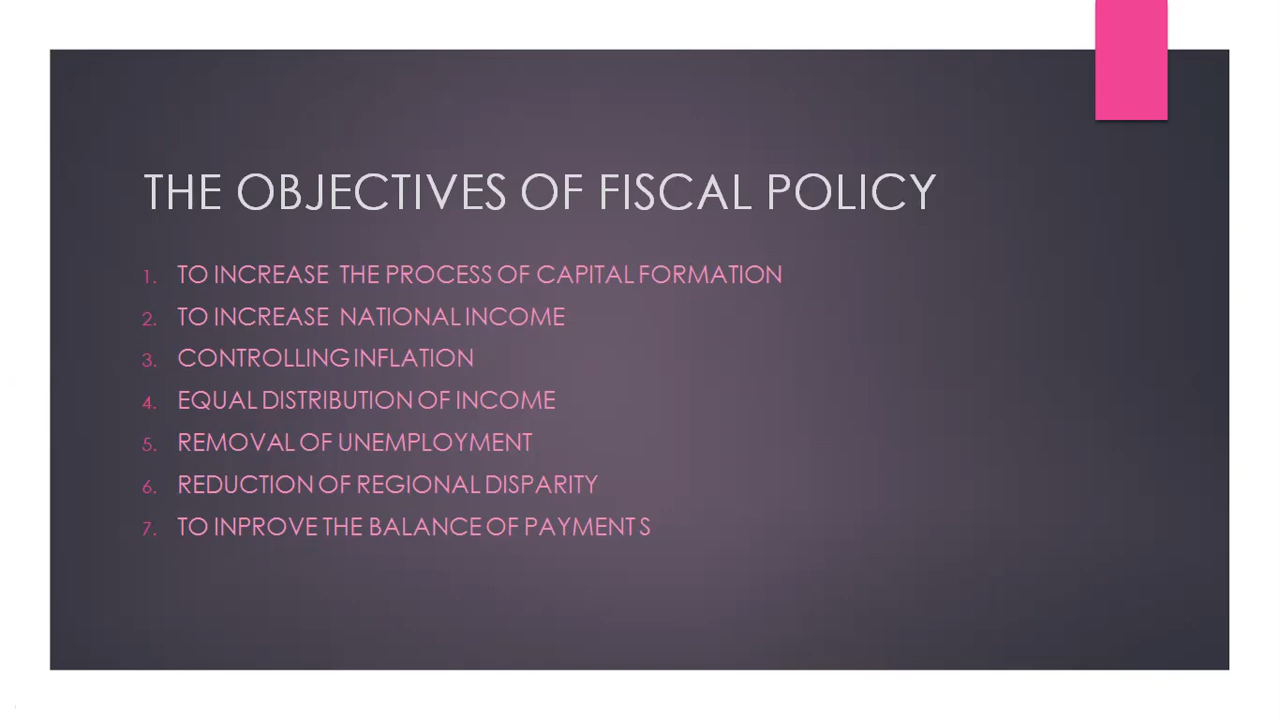 THE OBJECTIVES OF FISCAL POLICY
1. TO INCREASE THE PROCESS OF CAPITAL FORMATION
2. TO INCREASE NATIONAL INCOME
3. CONTROLLING INFLATION
4. EQUAL DISTRIBUTION OF INCOME
5. REMOVAL OF UNEMPLOYMENT
6. REDUCTION OF REGIONAL DISPARITY
7. TO INPROVE THE BALANCE OF PAYMENT S